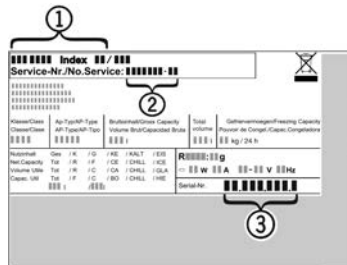 1
Index / 
Service-Nr./No.Service: -
2
Klasse/Class Ap-Typ/AP-Type Bruttoinhalt/Gross Capacity Total Gefriervermoegen/Freezing Capacity
Classe/Clase AP-Type/AP-Tipo Volume Brut/Capacidad Bruta volume Pouvoir de Congel./Capac.Congeladora
l kg / 24 h
Nutzinhalt Ges / K / G / KE / KALT / EIS R : g
Net.Capacity Tot / R / F / CE / CHILL / ICE
Volume Utile Tot / R / C / CA / CHILL / GLA W A - V Hz
Capac. Util Tot / F / C / BO / CHILL / HIE
l / l Serial-Nr.
3